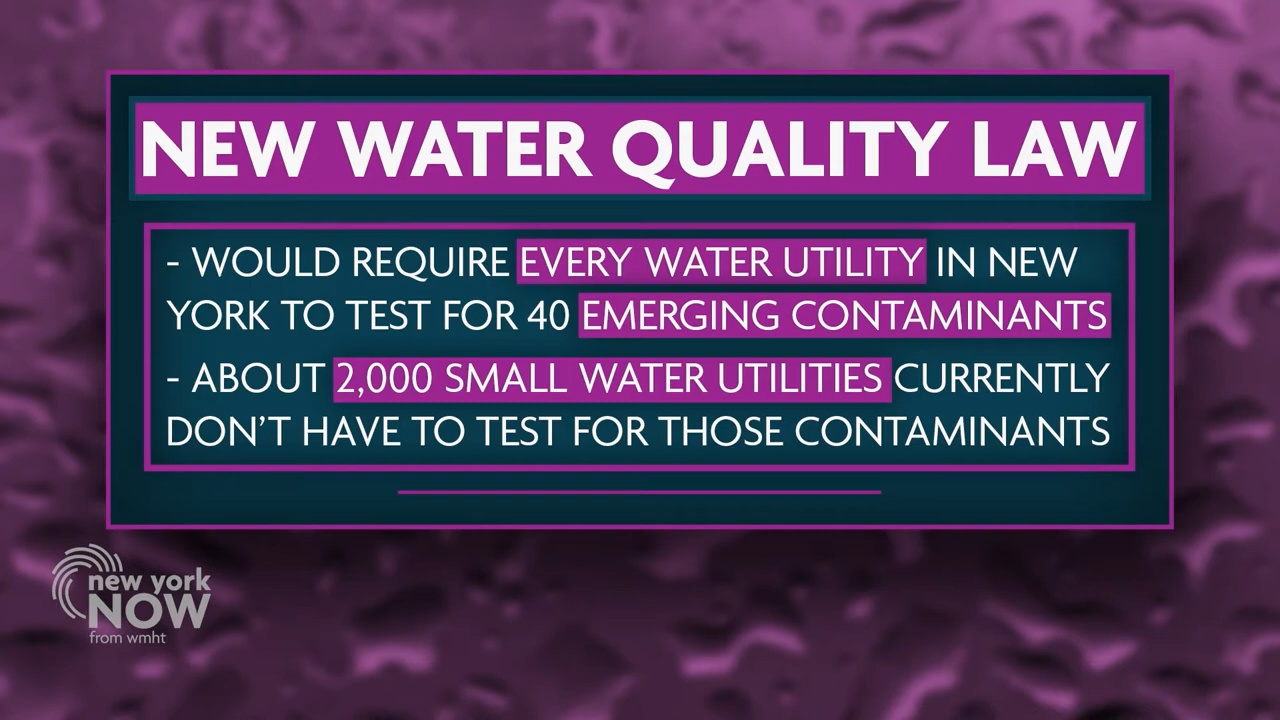 NEW WATER QUALITY LAW
- WOULD REQUIRE EVERY WATER UTILITY IN NEW
YORK TO TEST FOR 40 EMERGING CONTAMINANTS
- ABOUT 2,000 SMALL WATER UTILITIES CURRENTLY
DON'T HAVE TO TEST FOR THOSE CONTAMINANTS
new york
NOW
from wmht